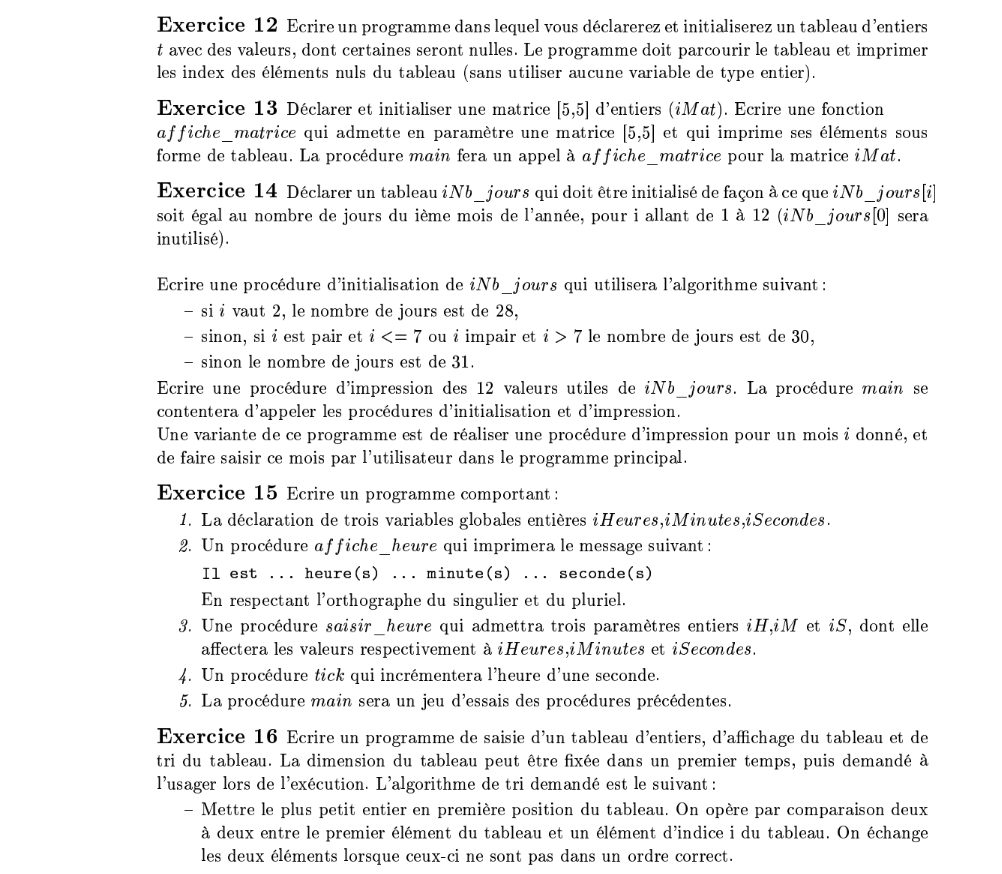 Exercice 12 Ecrire un programme dans lequel vous déclarerez et initialiserez un tableau d'entiers
t avec des valeurs, dont certaines seront nulles. Le programme doit parcourir le tableau et imprimer
les index des éléments nuls du tableau (sans utiliser aucune variable de type entier).
Exercice 13 Déclarer et initialiser une matrice [5,5] d'entiers (iMat). Ecrire une fonction
affiche_matrice qui admette en paramètre une matrice [5,5] et qui imprime ses éléments sous
forme de tableau. La procédure main fera un appel à affiche_matrice pour la matrice iMat.
Exercice 14 Déclarer un tableau iNb_jours qui doit être initialisé de façon à ce que iNb_jours[i]
soit égal au nombre de jours du ième mois de l'année, pour i allant de 1 à 12 (iNb_jours[0] sera
inutilisé).
Ecrire une procédure d'initialisation de iNb_jours qui utilisera l'algorithme suivant :
– si i vaut 2, le nombre de jours est de 28,
– sinon, si i est pair et i <= 7 ou i impair et i > 7 le nombre de jours est de 30,
– sinon le nombre de jours est de 31.
Ecrire une procédure d'impression des 12 valeurs utiles de iNb_jours. La procédure main se
contentera d'appeler les procédures d'initialisation et d'impression.
Une variante de ce programme est de réaliser une procédure d'impression pour un mois i donné, et
de faire saisir ce mois par l'utilisateur dans le programme principal.
Exercice 15 Ecrire un programme comportant :
1. La déclaration de trois variables globales entières iHeures,iMinutes,iSecondes.
2. Un procédure affiche_heure qui imprimera le message suivant :
Il est ... heure(s) ... minute(s) ... seconde(s)
En respectant l'orthographe du singulier et du pluriel.
3. Une procédure saisir_heure qui admettra trois paramètres entiers iH,iM et iS, dont elle
affectera les valeurs respectivement à iHeures,iMinutes et iSecondes.
4. Un procédure tick qui incrémentera l'heure d'une seconde.
5. La procédure main sera un jeu d'essais des procédures précédentes.
Exercice 16 Ecrire un programme de saisie d'un tableau d'entiers, d'affichage du tableau et de
tri du tableau. La dimension du tableau peut être fixée dans un premier temps, puis demandé à
l'usager lors de l'exécution. L'algorithme de tri demandé est le suivant :
– Mettre le plus petit entier en première position du tableau. On opère par comparaison deux
à deux entre le premier élément du tableau et un élément d'indice i du tableau. On échange
les deux éléments lorsque ceux-ci ne sont pas dans un ordre correct.